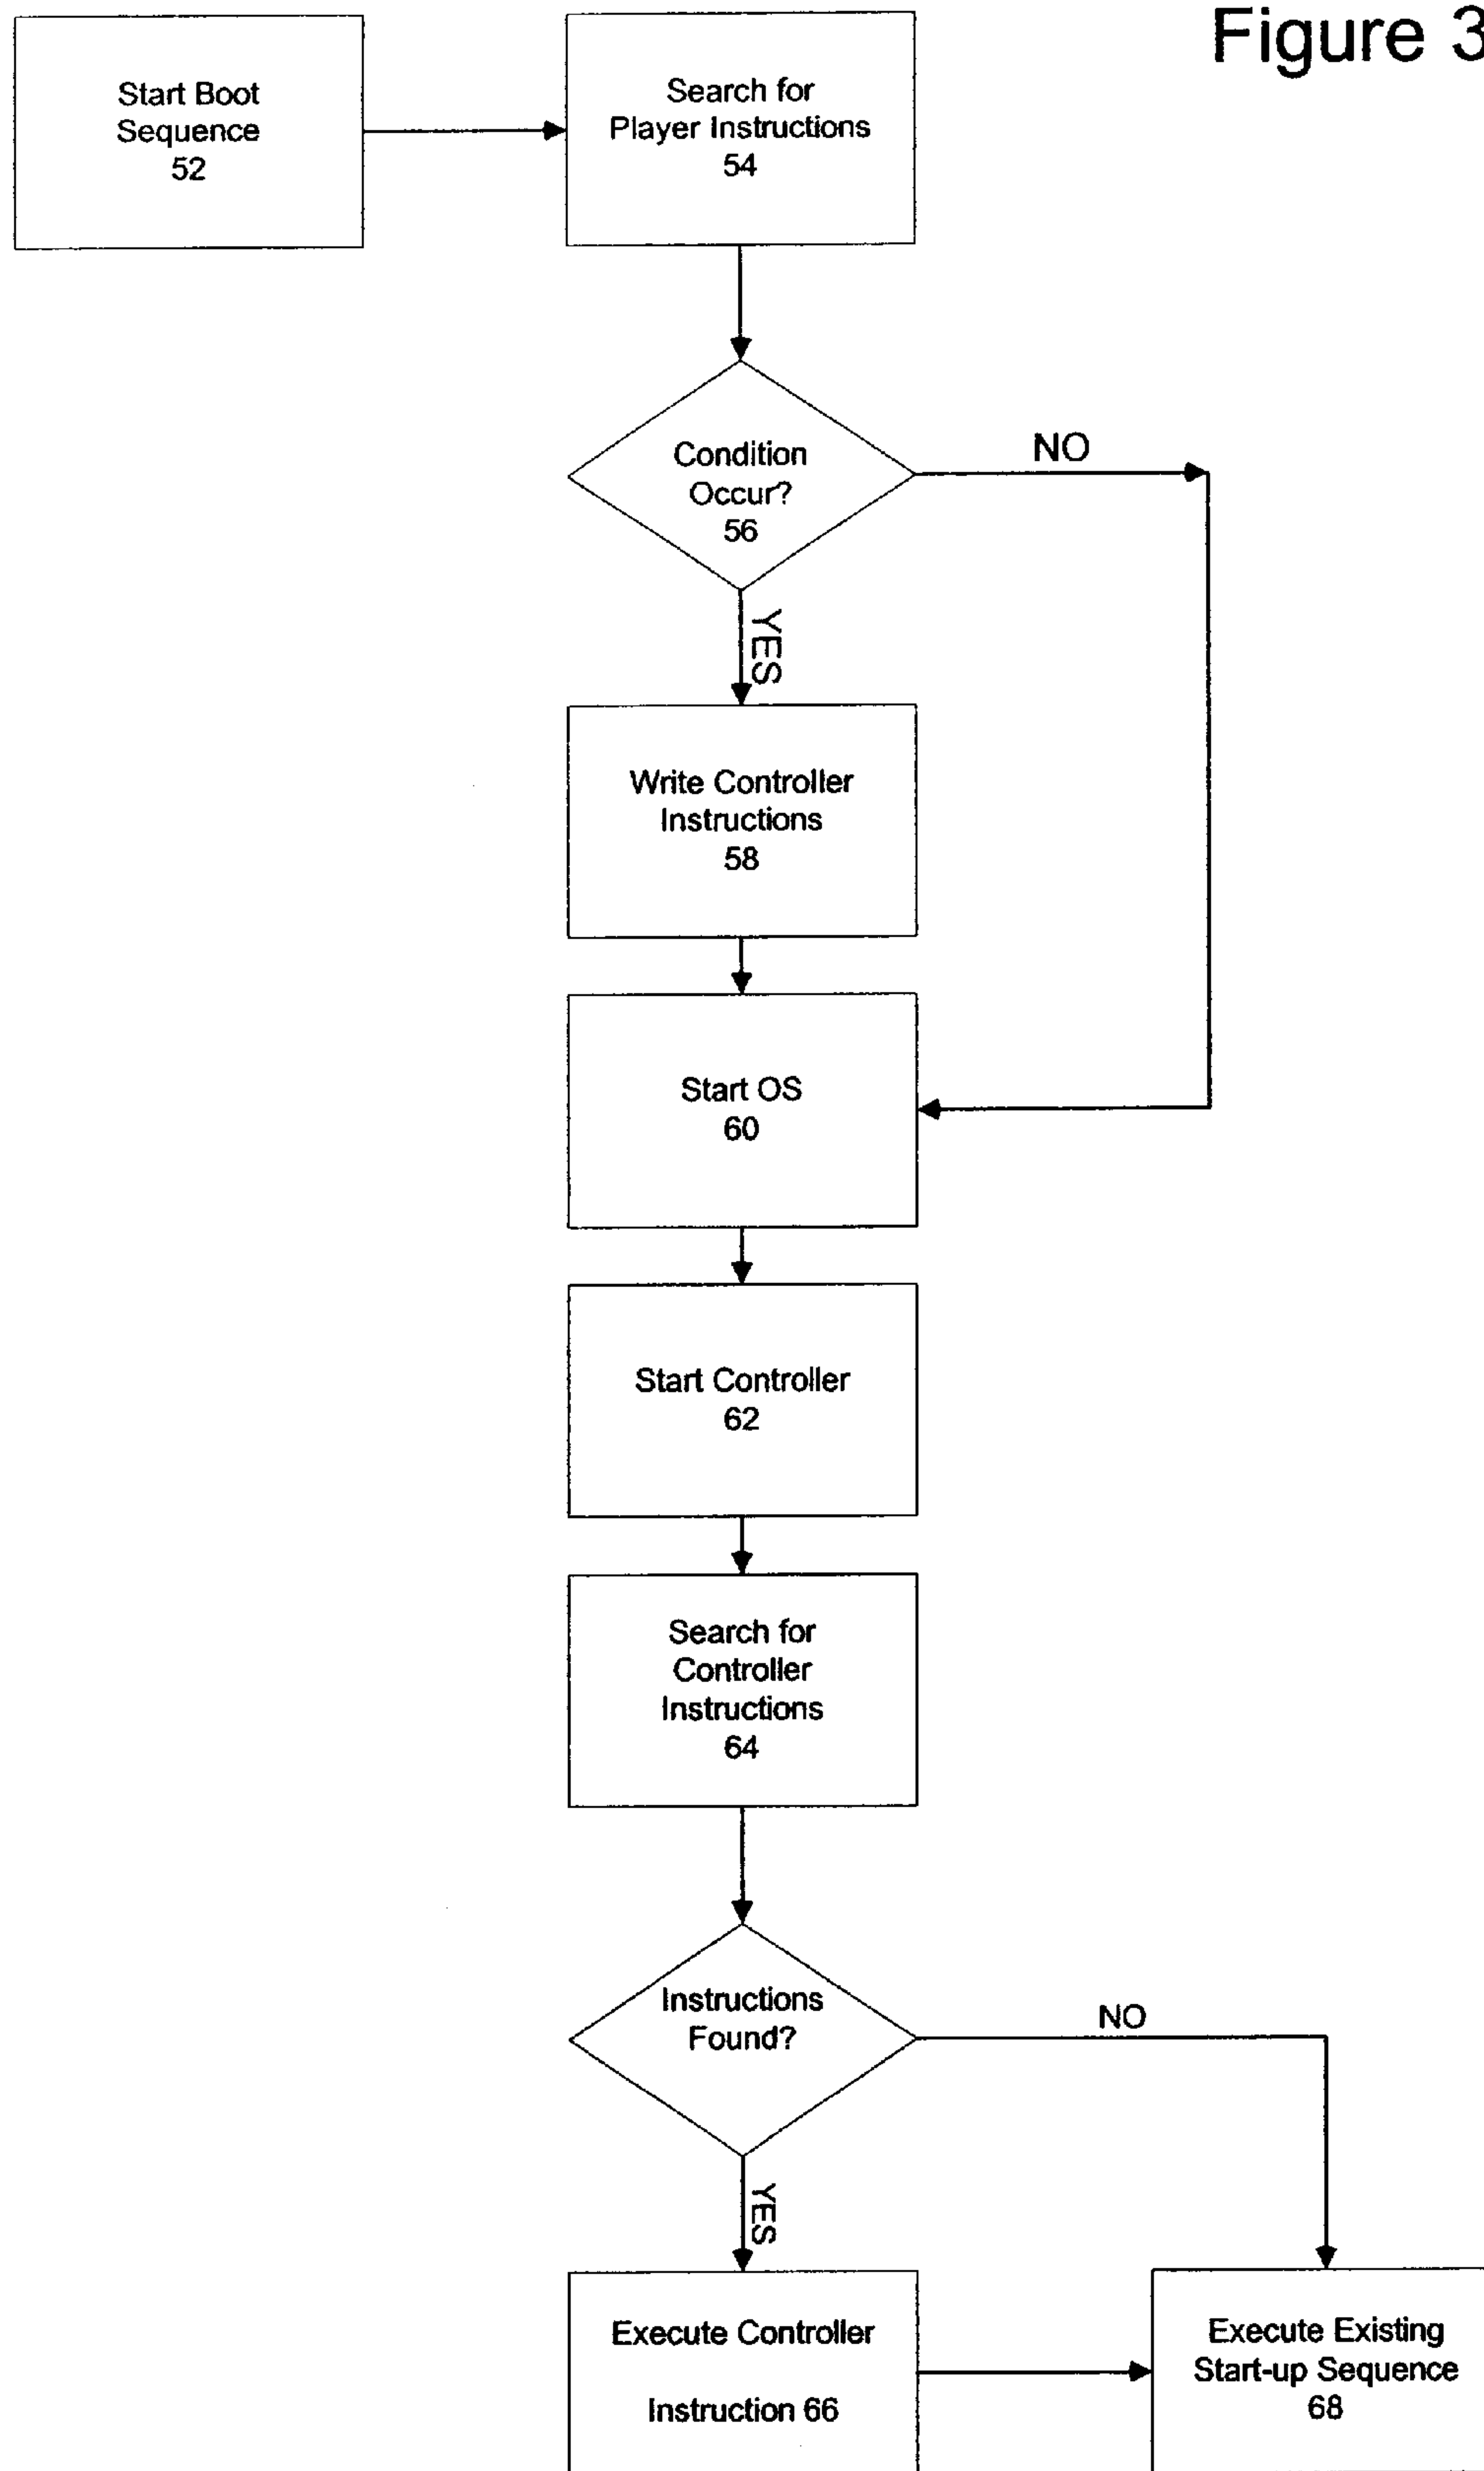 Figure 3
Start Boot
Sequence
52
Search for
Player Instructions
54
Condition
Occur?
56
NO
YES
Write Controller
Instructions
58
Start OS
60
Start Controller
62
Search for
Controller
Instructions
64
Instructions
Found?
NO
YES
Execute Controller
Instruction 66
Execute Existing
Start-up Sequence
68